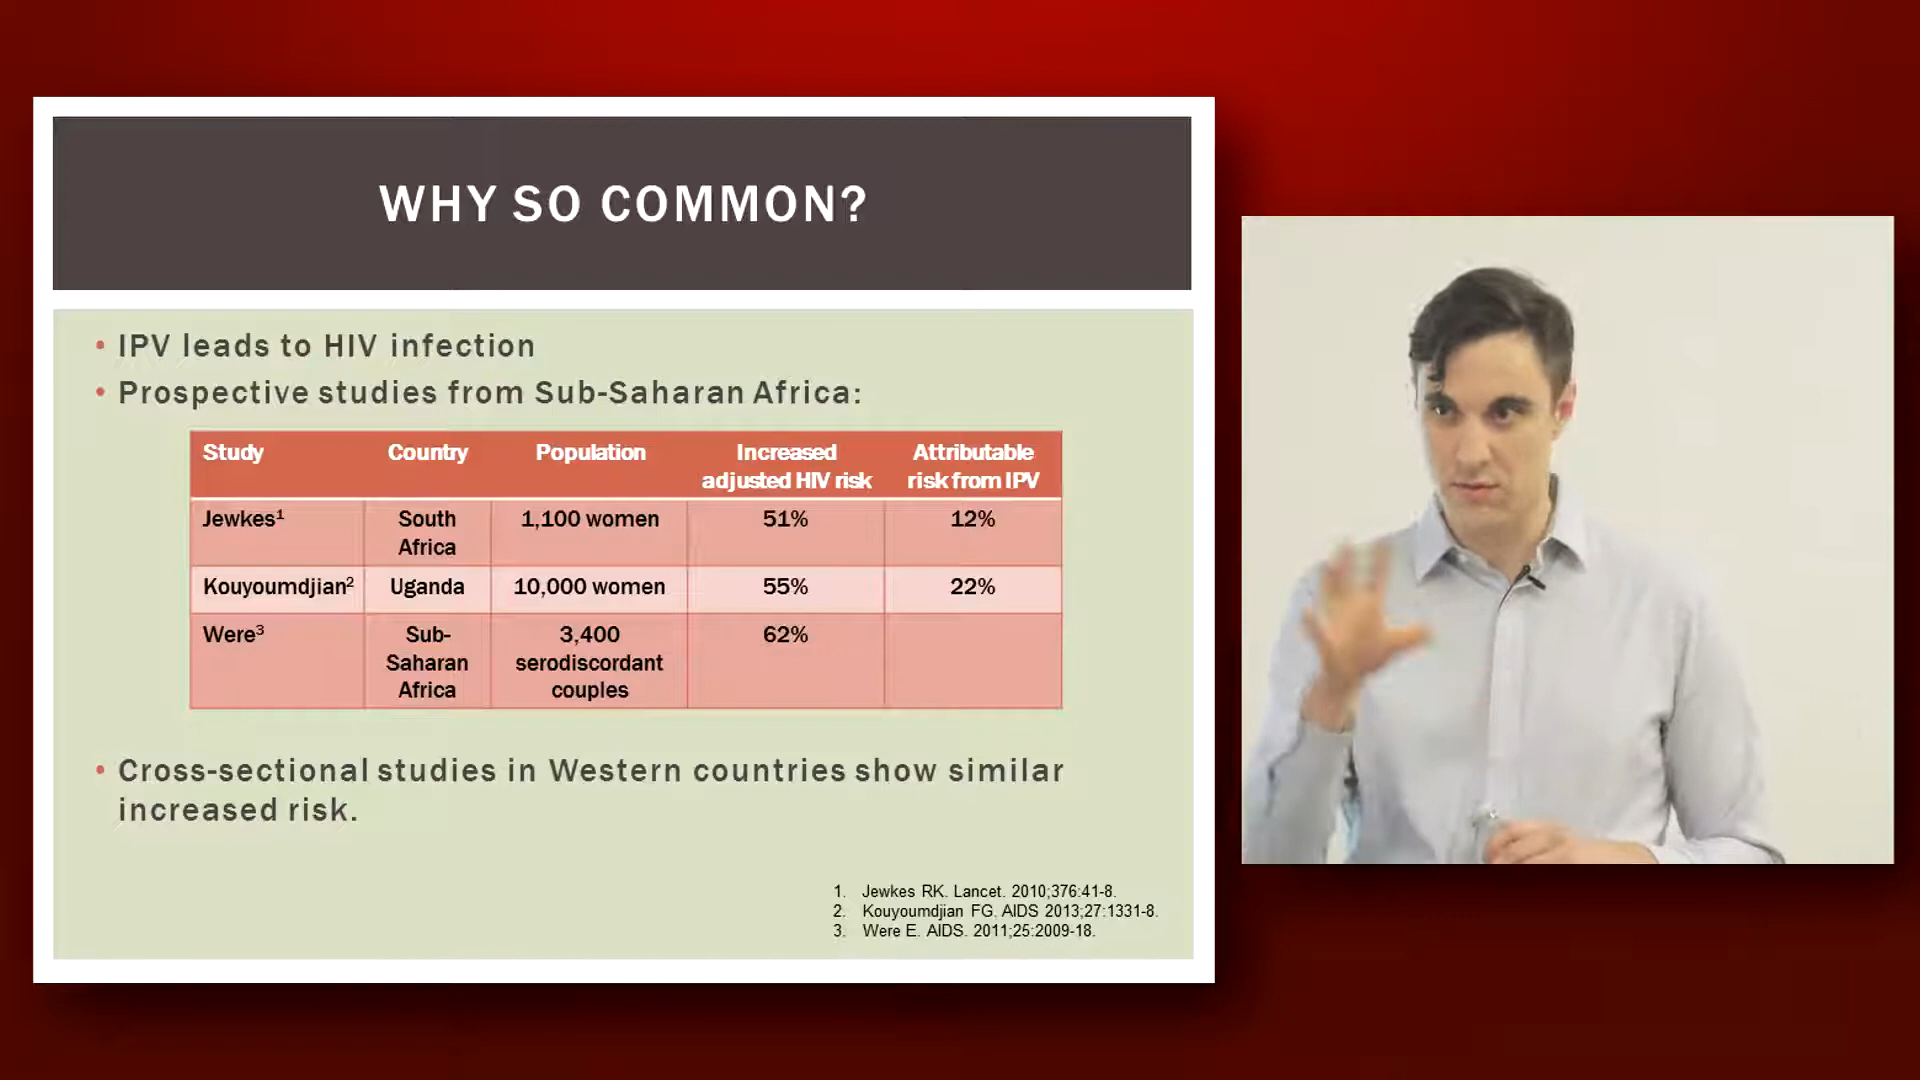 WHY SO COMMON?
• IPV leads to HIV infection
• Prospective studies from Sub-Saharan Africa:
Study Country Population Increased adjusted HIV risk Attributable risk from IPV
Jewkes¹ South Africa 1,100 women 51% 12%
Kouyoumdjian² Uganda 10,000 women 55% 22%
Were³ Sub-Saharan Africa 3,400 serodiscordant couples 62%
• Cross-sectional studies in Western countries show similar
increased risk.
1. Jewkes RK. Lancet. 2010;376:41-8.
2. Kouyoumdjian FG. AIDS 2013;27:1331-8.
3. Were E. AIDS. 2011;25:2009-18.